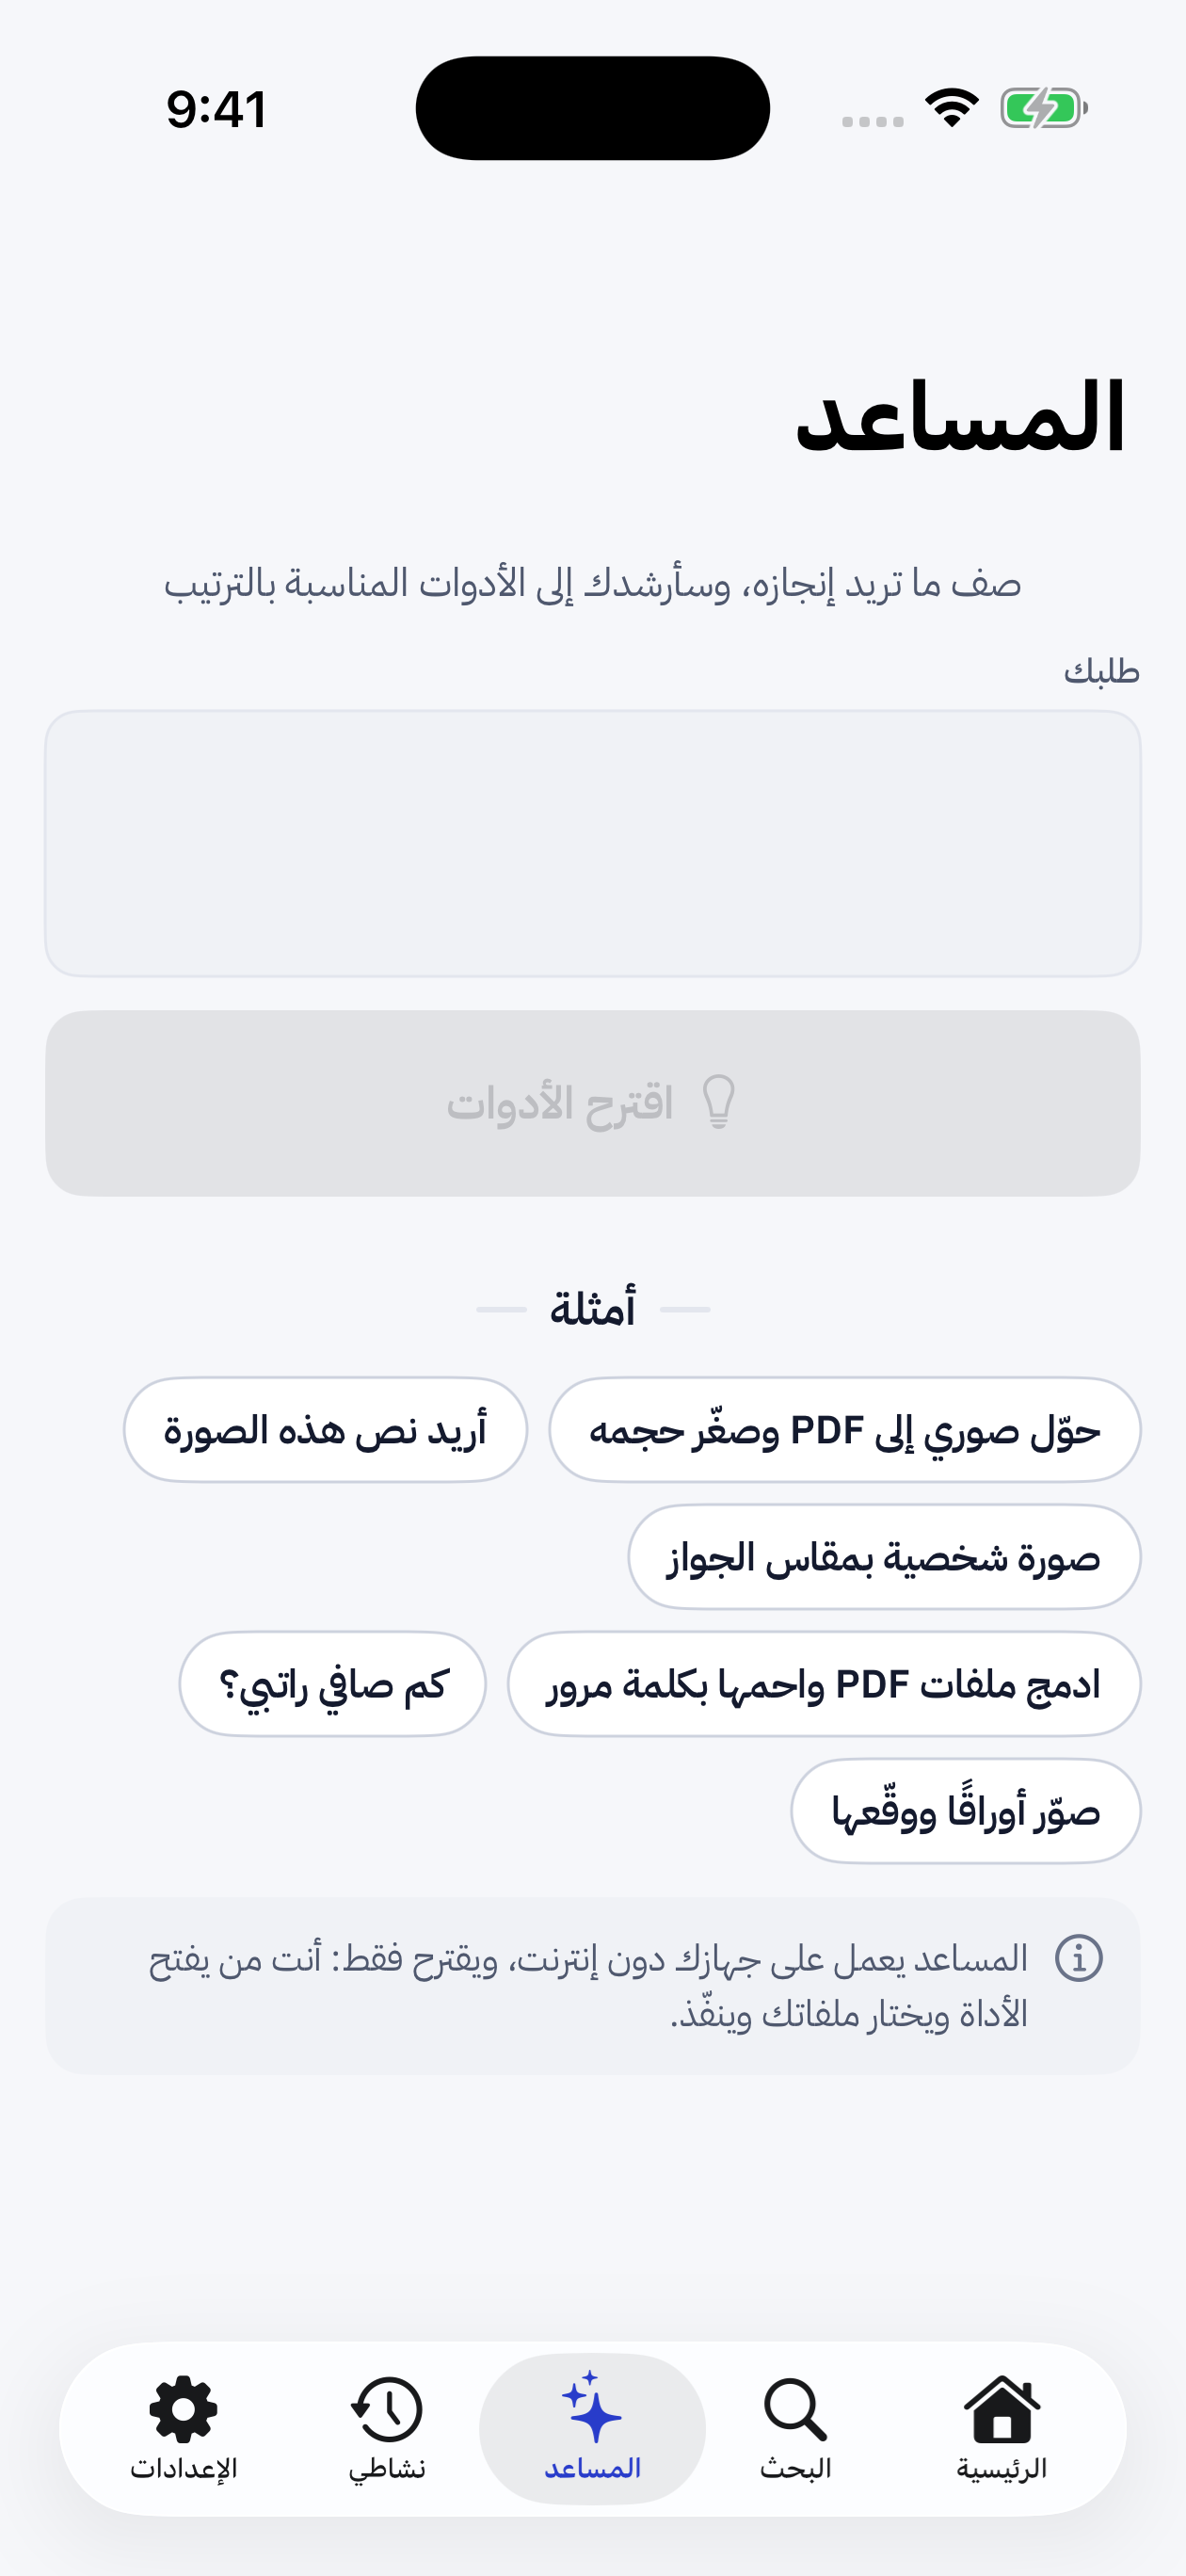 9:41
المساعد
صف ما تريد إنجازه، وسأرشدك إلى الأدوات المناسبة بالترتيب
طلبك
اقترح الأدوات
أمثلة
حوّل صوري إلى PDF وصغّر حجمه
أريد نص هذه الصورة
صورة شخصية بمقاس الجواز
ادمج ملفات PDF واحمها بكلمة مرور
كم صافي راتبي؟
صوّر أوراقًا ووقّعها
المساعد يعمل على جهازك دون إنترنت، ويقترح فقط: أنت من يفتح
الأداة ويختار ملفاتك وينفّذ.
الرئيسية
البحث
المساعد
نشاطي
الإعدادات